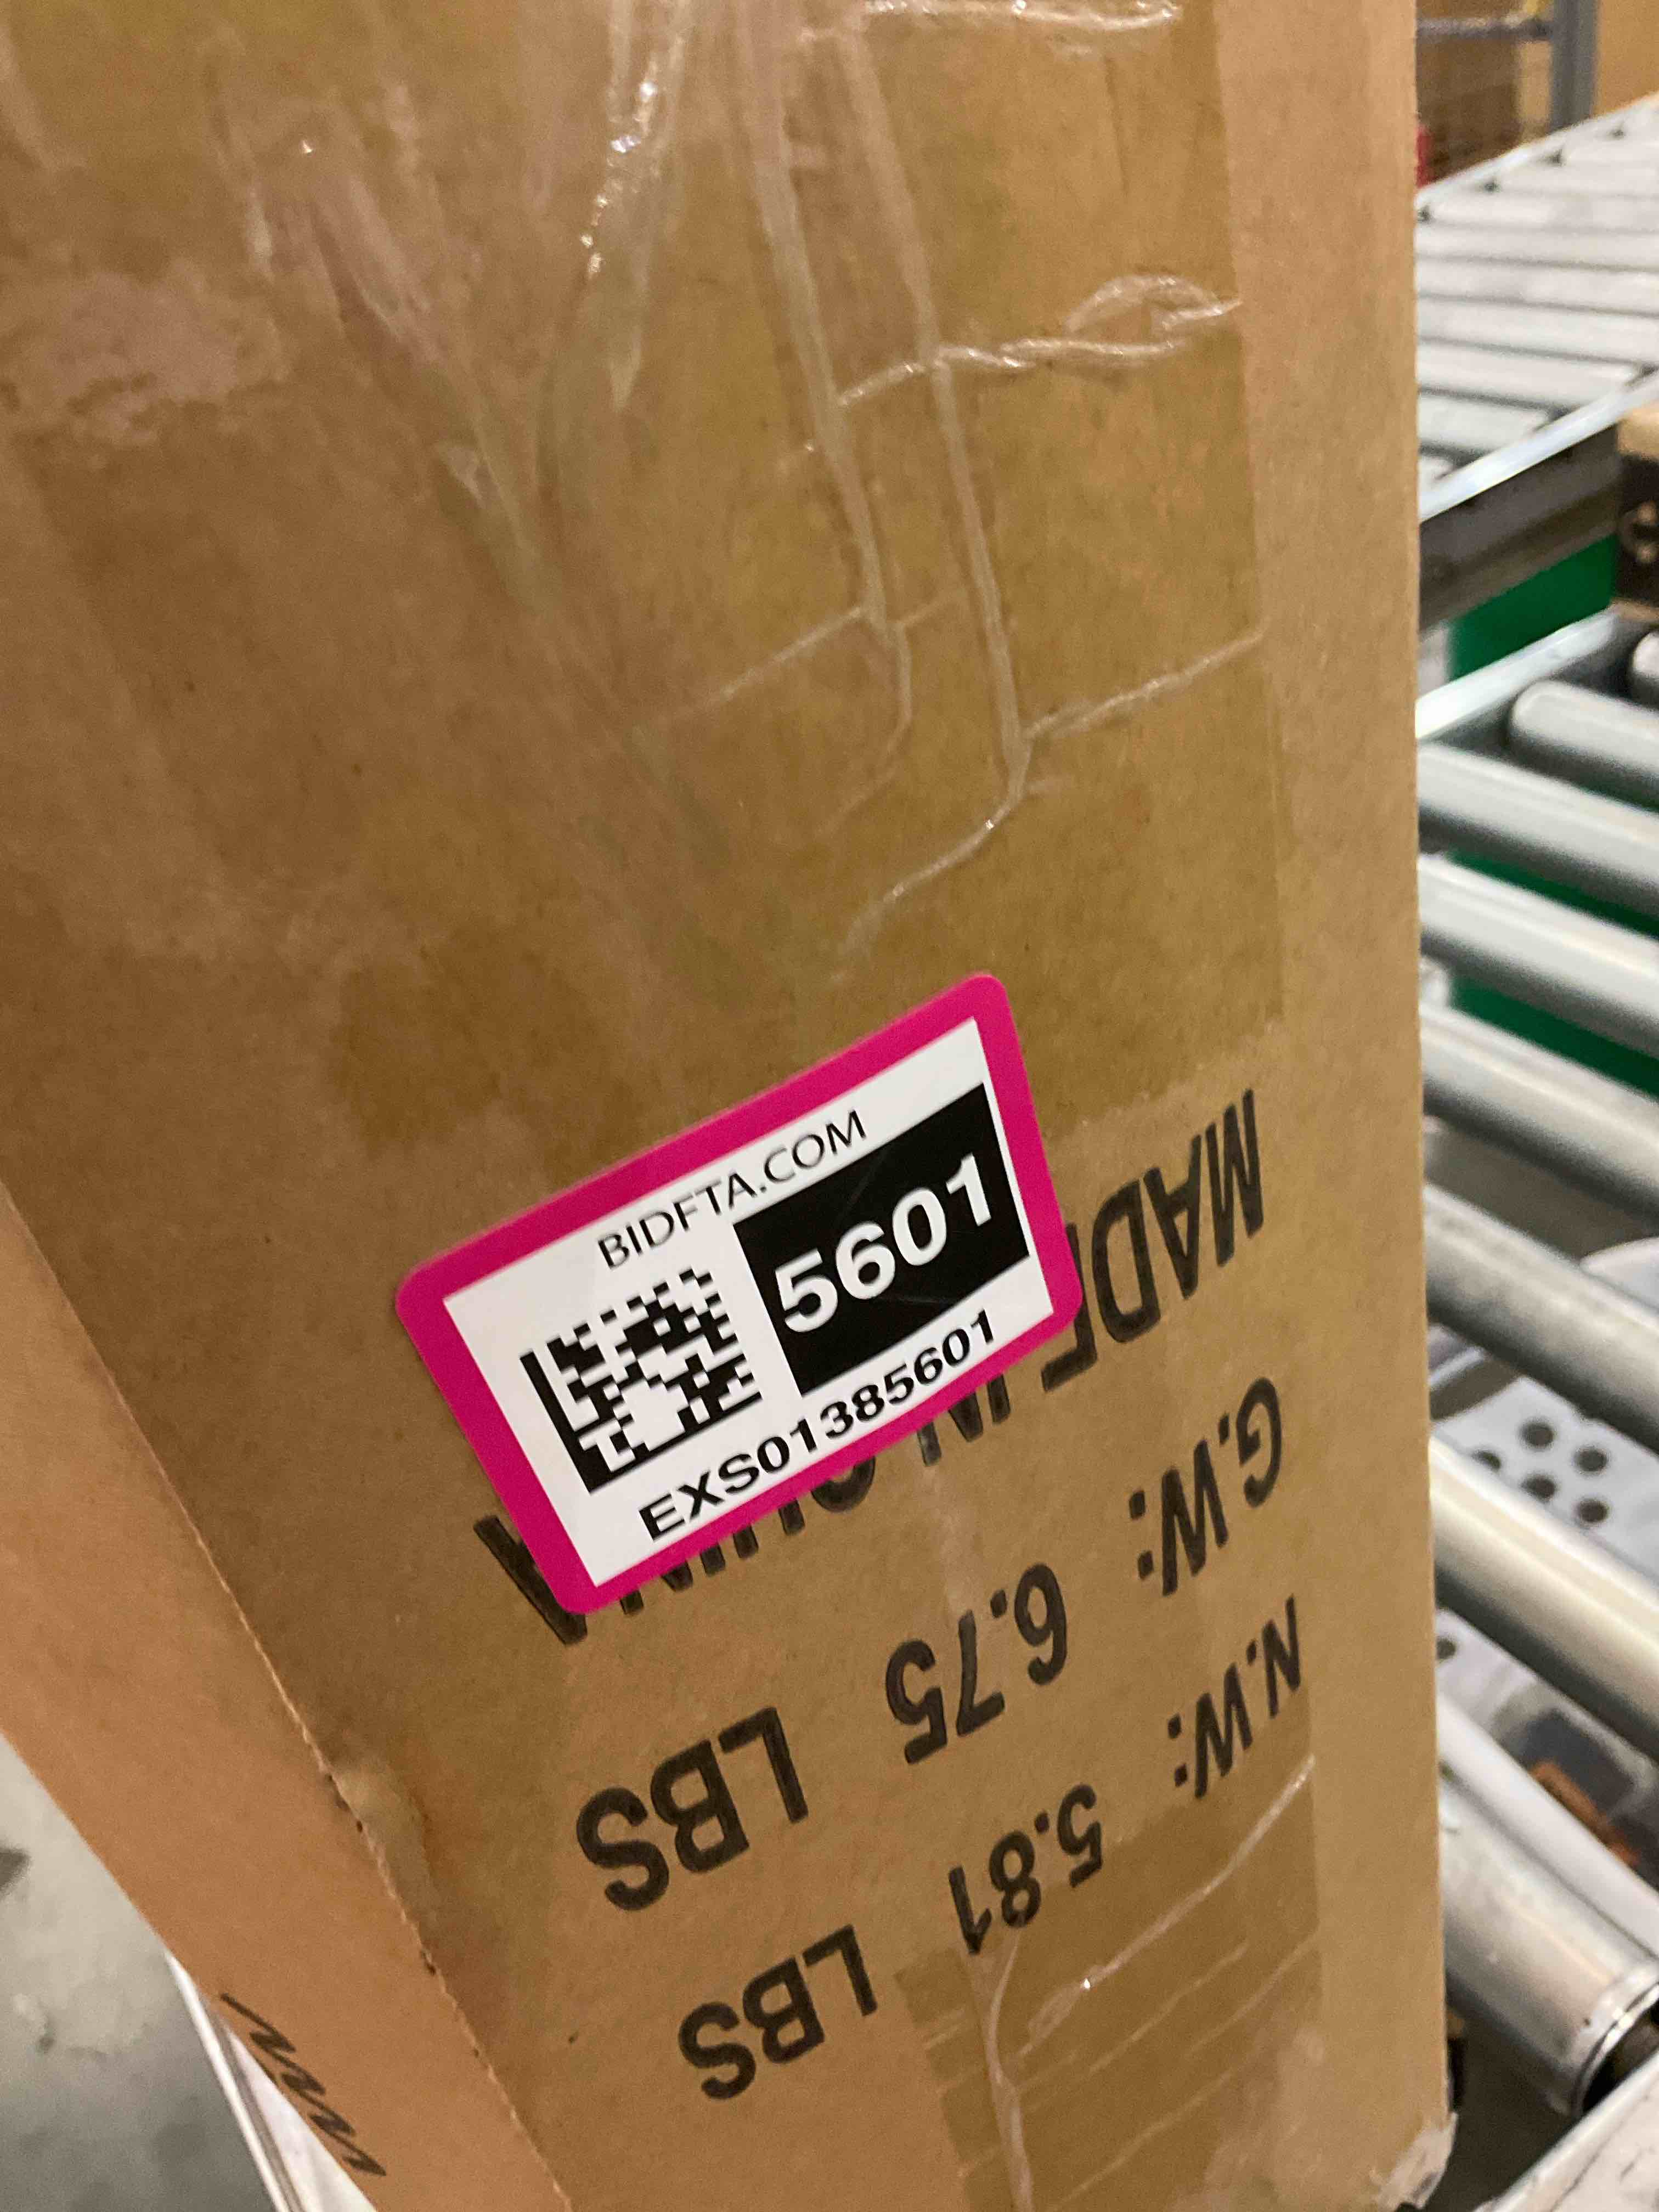 BIDFTA.COM
5601
EXS01385601
N.W: 5.81 LBS
G.W: 6.75 LBS
MADE IN CHINA